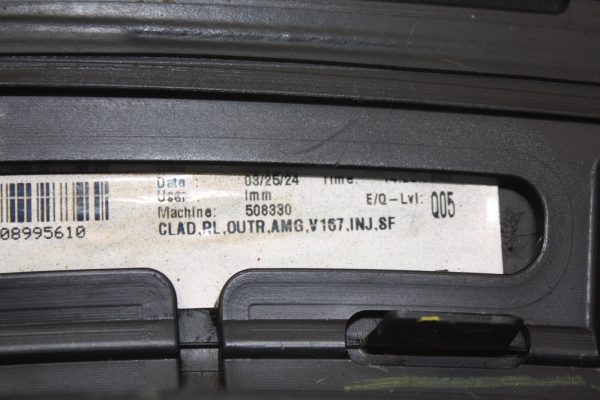 Date : 03/25/24 Time:
User: lmm E/Q-Lvl: Q05
Machine: 508330
08995610
CLAD,RL,OUTR,AMG,V167,INJ,SF